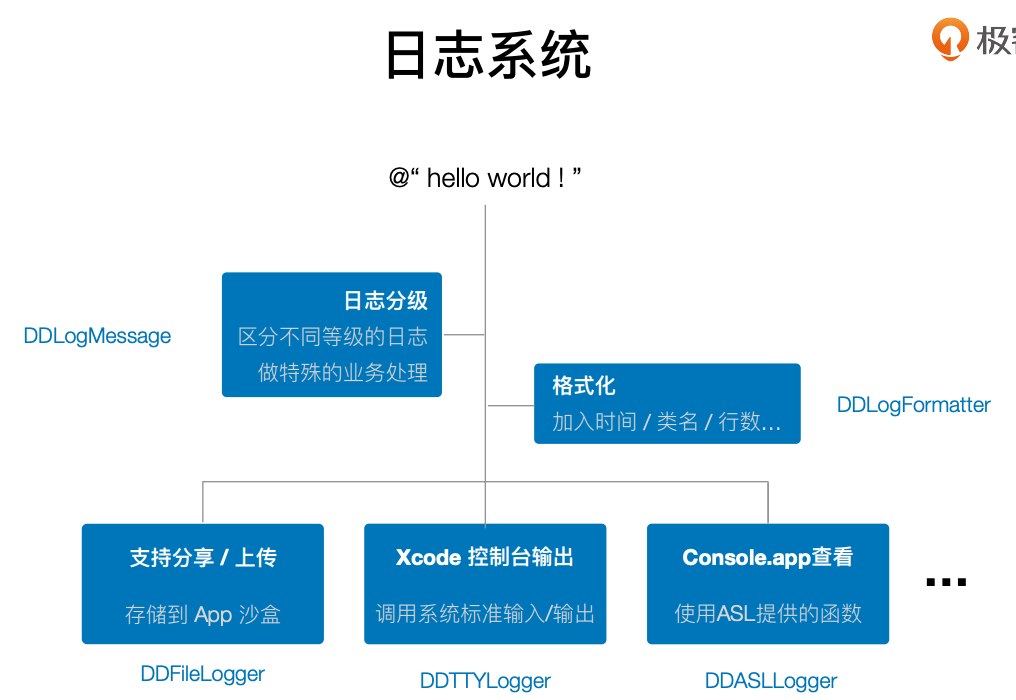 日志系统
极
@“ hello world ! ”
日志分级
区分不同等级的日志
做特殊的业务处理
DDLogMessage
格式化
加入时间 / 类名 / 行数...
DDLogFormatter
支持分享 / 上传
存储到 App 沙盒
DDFileLogger
Xcode 控制台输出
调用系统标准输入/输出
DDTTYLogger
Console.app查看
使用ASL提供的函数
DDASLLogger
...